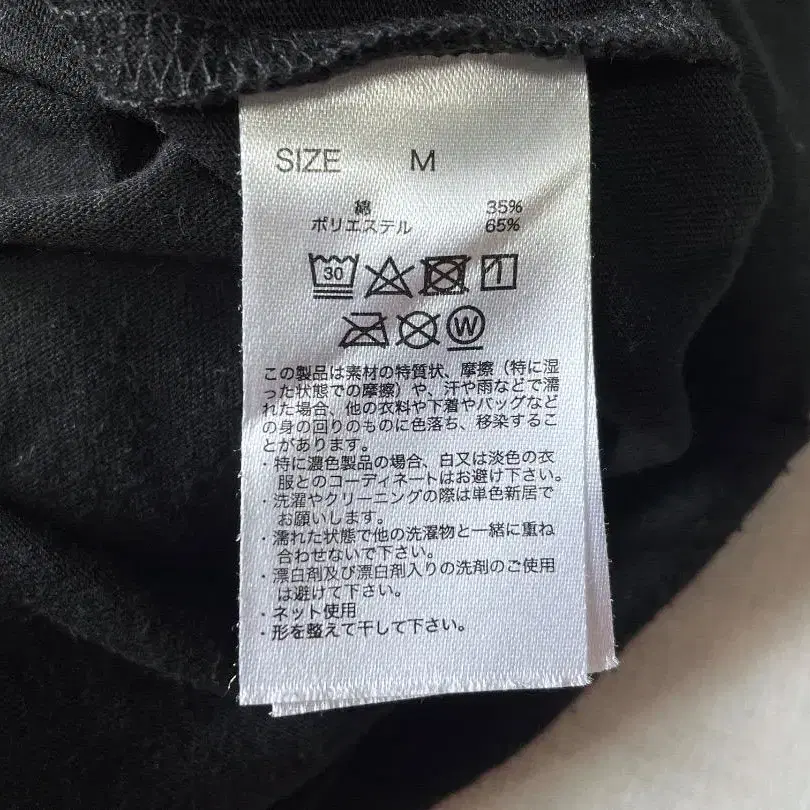 SIZE M
綿 35%
ポリエステル 65%
30
W
この製品は素材の特質状、摩擦（特に湿
った状態での摩擦）や、汗や雨などで濡
れた場合、他の衣料や下着やバッグなど
の身の回りのものに色落ち、移染するこ
とがあります。
・特に濃色製品の場合、白又は淡色の衣
服とのコーディネートはお避け下さい。
・洗濯やクリーニングの際は単色新居で
お願いします。
・濡れた状態で他の洗濯物と一緒に重ね
合わせないで下さい。
・漂白剤及び漂白剤入りの洗剤のご使用
は避けて下さい。
・ネット使用
・形を整えて干して下さい。